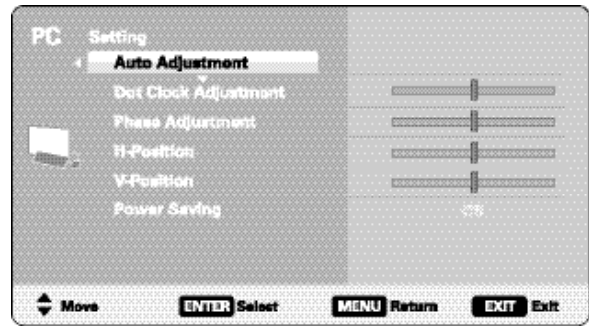 PC Setting
Auto Adjustment
Dot Clock Adjustment
Phase Adjustment
H-Position
V-Position
Power Saving
Move ENTER Select MENU Return EXIT Exit